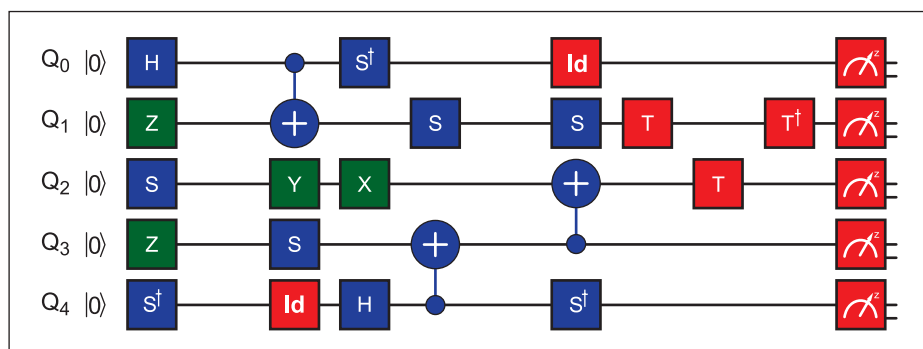 Q0 |0⟩ H S† Id z
Q1 |0⟩ Z + S S T T† z
Q2 |0⟩ S Y X + T z
Q3 |0⟩ Z S + z
Q4 |0⟩ S† Id H S† z